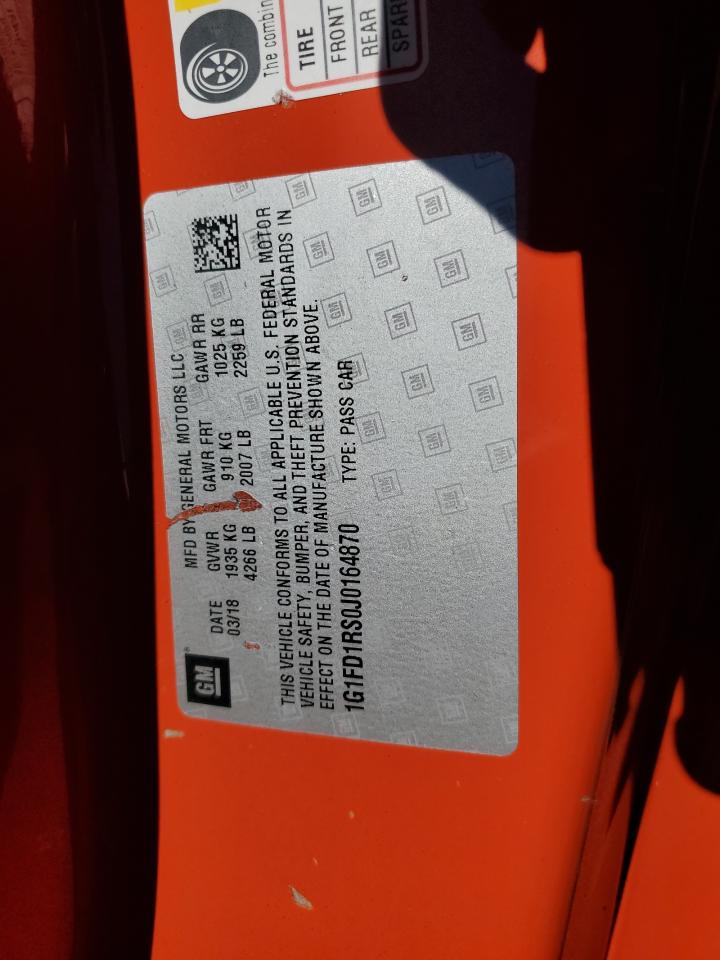 The combin
TIRE
FRONT
REAR
SPAR
MFD BY GENERAL MOTORS LLC
DATE GVWR GAWR FRT GAWR RR
03/18 1935 KG 910 KG 1025 KG
4266 LB 2007 LB 2259 LB
GM
THIS VEHICLE CONFORMS TO ALL APPLICABLE U.S. FEDERAL MOTOR
VEHICLE SAFETY, BUMPER, AND THEFT PREVENTION STANDARDS IN
EFFECT ON THE DATE OF MANUFACTURE SHOWN ABOVE.
1G1FD1RS0J0164870 TYPE: PASS CAR